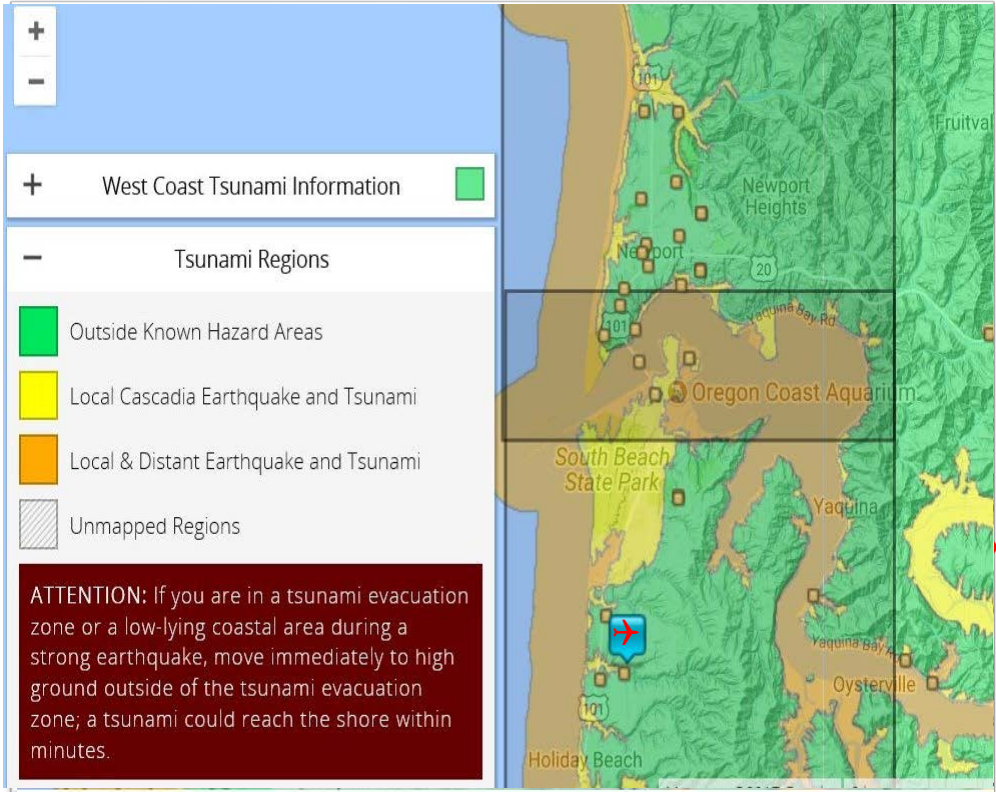 +
−
+ West Coast Tsunami Information
− Tsunami Regions
Outside Known Hazard Areas
Local Cascadia Earthquake and Tsunami
Local & Distant Earthquake and Tsunami
Unmapped Regions
ATTENTION: If you are in a tsunami evacuation
zone or a low-lying coastal area during a
strong earthquake, move immediately to high
ground outside of the tsunami evacuation
zone; a tsunami could reach the shore within
minutes.
101
Fruitval
Newport
Heights
Newport
20
101
Yaquina Bay Rd
Oregon Coast Aquarium
South Beach
State Park
Yaquina
Yaquina Bay
Oysterville
101
Holiday Beach